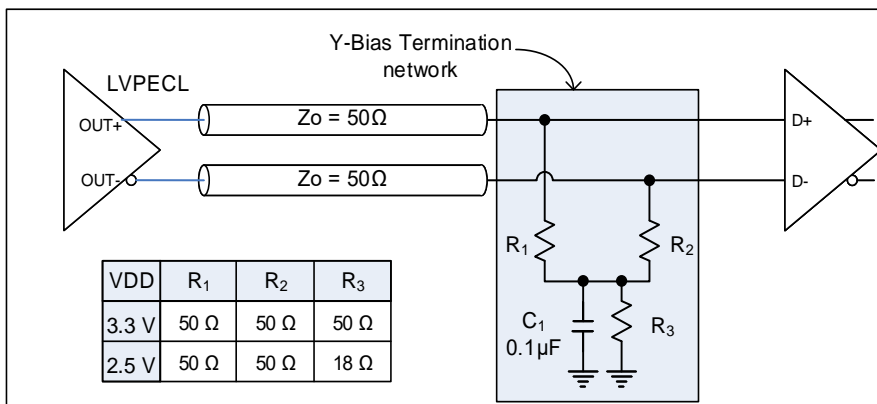 Y-Bias Termination
network
LVPECL
OUT+
Zo = 50Ω
D+
OUT-
Zo = 50Ω
D-
R1
R2
VDD R1 R2 R3
3.3 V 50 Ω 50 Ω 50 Ω
2.5 V 50 Ω 50 Ω 18 Ω
C1
0.1µF
R3